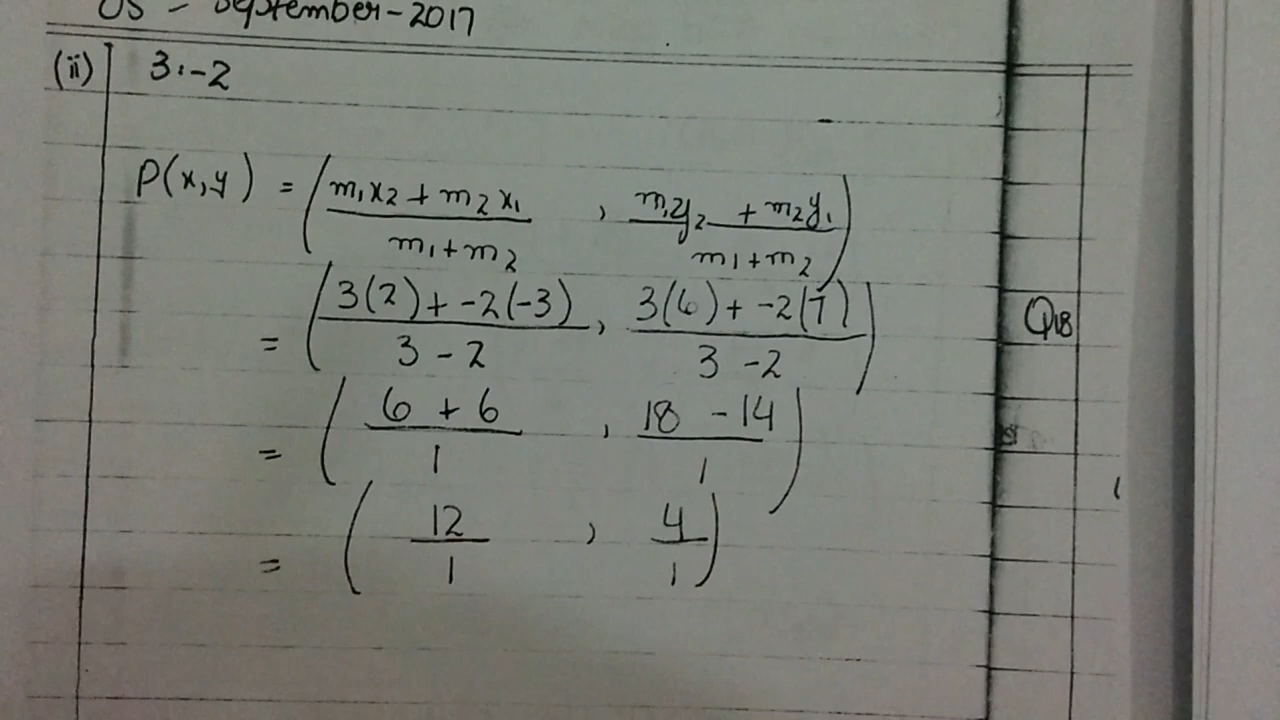 05 - September-2017
(ii) 3:-2
P(x,y) = (m₁x₂ + m₂x₁ / m₁+m₂ , m₁y₂ + m₂y₁ / m₁+m₂)
= (3(2) + -2(-3) / 3 - 2 , 3(6) + -2(7) / 3 - 2)
Q18
= (6 + 6 / 1 , 18 - 14 / 1)
= (12 / 1 , 4 / 1)